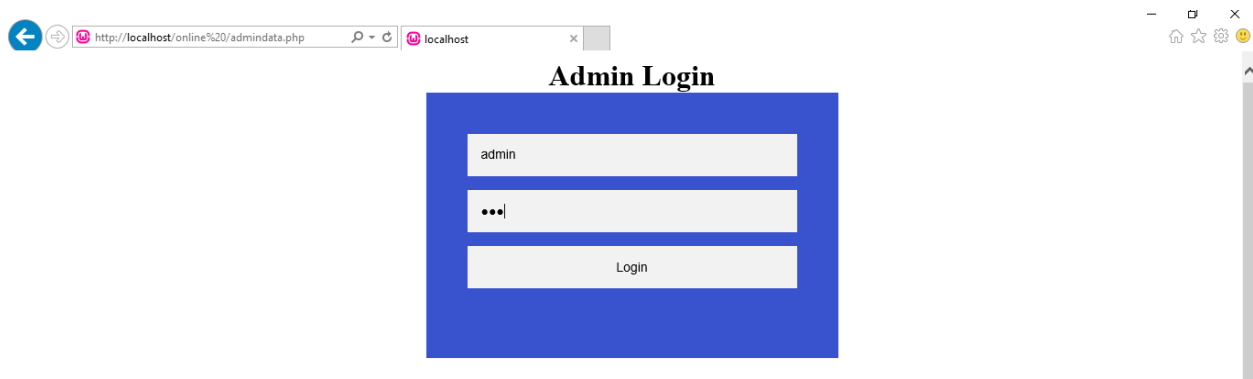 http://localhost/online%20/admindata.php
localhost
Admin Login
admin
•••
Login